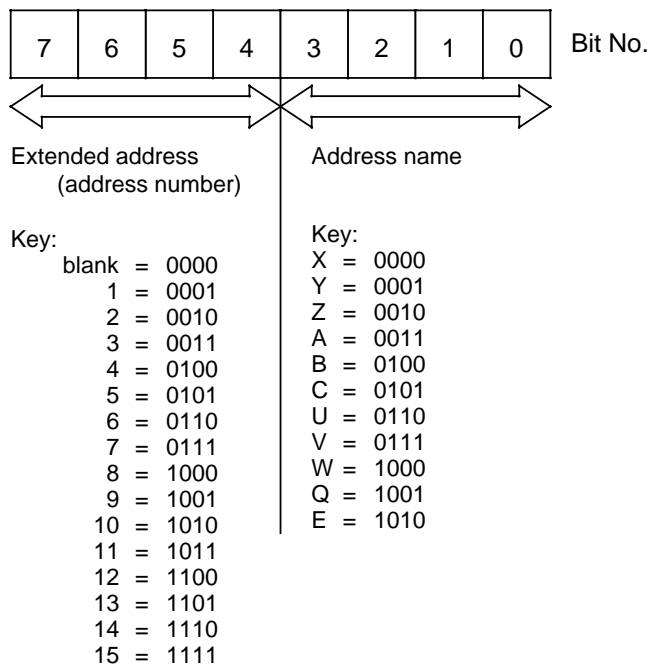 7 6 5 4 3 2 1 0 Bit No.
Extended address
(address number)
Key:
blank = 0000
1 = 0001
2 = 0010
3 = 0011
4 = 0100
5 = 0101
6 = 0110
7 = 0111
8 = 1000
9 = 1001
10 = 1010
11 = 1011
12 = 1100
13 = 1101
14 = 1110
15 = 1111
Address name
Key:
X = 0000
Y = 0001
Z = 0010
A = 0011
B = 0100
C = 0101
U = 0110
V = 0111
W = 1000
Q = 1001
E = 1010